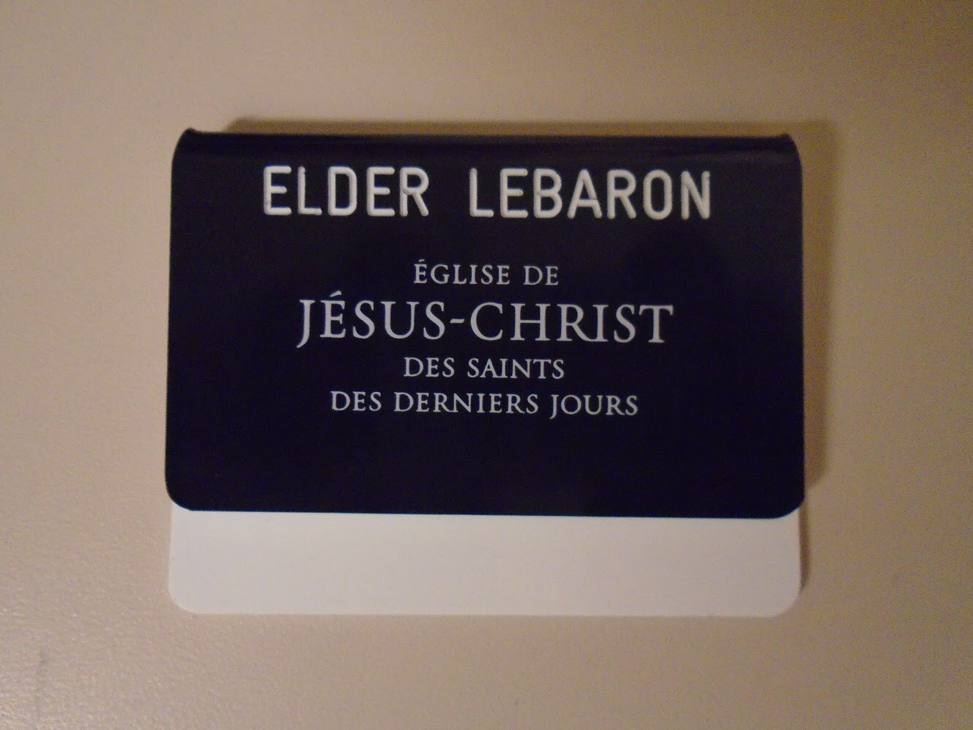 ELDER LEBARON
ÉGLISE DE
JÉSUS-CHRIST
DES SAINTS
DES DERNIERS JOURS